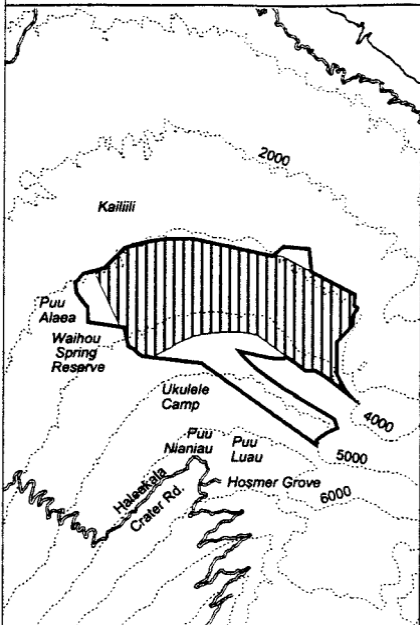 2000
Kailiili
Puu
Alaea
Waihou
Spring
Reserve
Ukulele
Camp
4000
Puu
Nianiau
Puu
Luau
5000
Hosmer Grove
6000
Haleakala
Crater Rd.